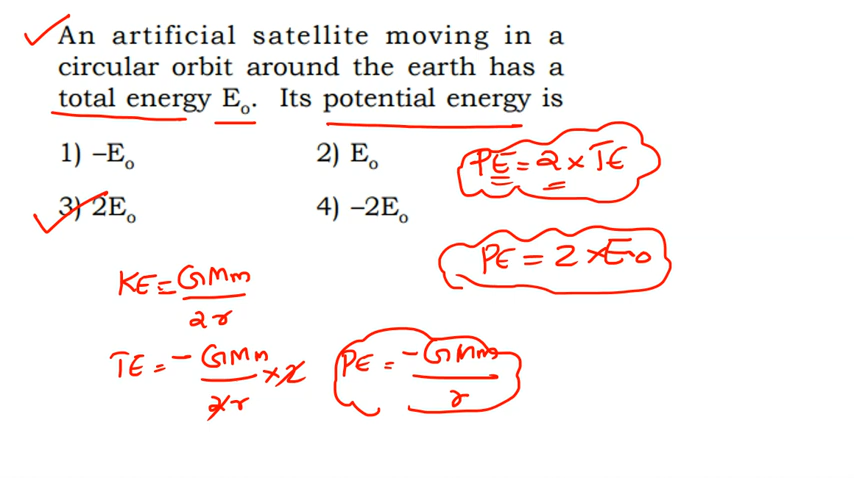 An artificial satellite moving in a
circular orbit around the earth has a
total energy E₀. Its potential energy is
1) –E₀ 2) E₀
PE = 2 × TE
3) 2E₀ 4) –2E₀
PE = 2 × E₀
KE = GMm / 2r
TE = – GMm / 2r × 2
PE = – GMm / r